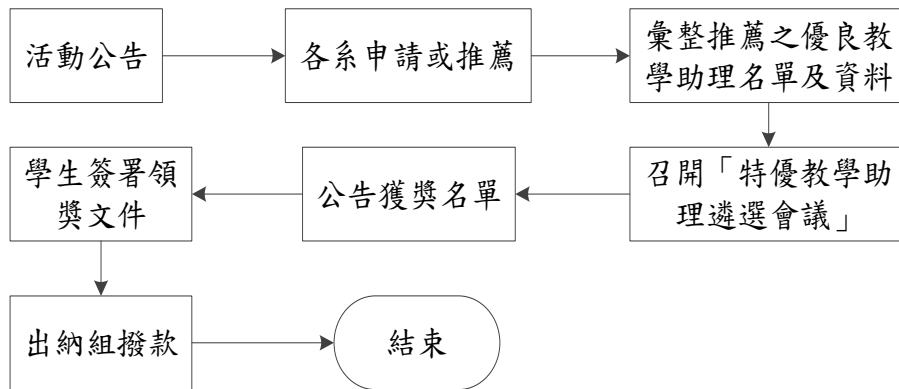 活動公告
各系申請或推薦
彙整推薦之優良教
學助理名單及資料
召開「特優教學助
理遴選會議」
公告獲獎名單
學生簽署領
獎文件
出納組撥款
結束